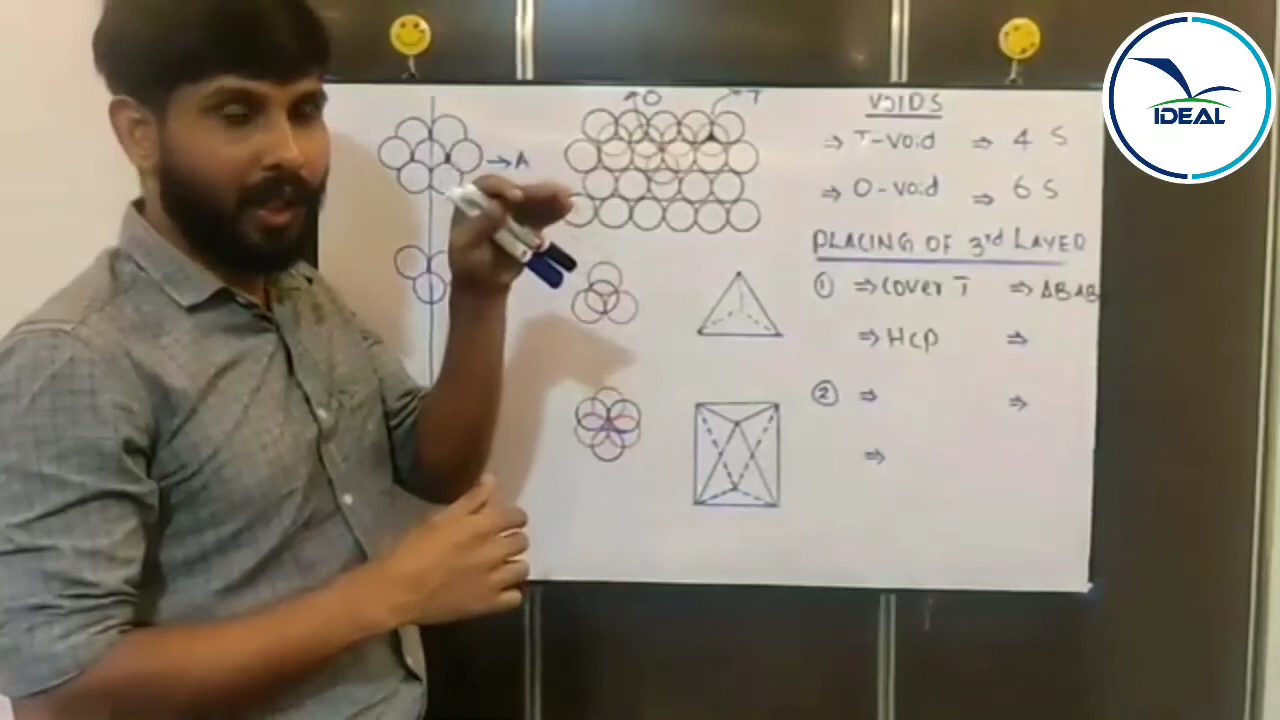 → A
O
T
VOIDS
⇒ T-void ⇒ 4 S
⇒ O-void ⇒ 6 S
PLACING OF 3rd LAYER
① ⇒ Cover T ⇒ ABAB
⇒ Hcp ⇒
② ⇒ ⇒
⇒
IDEAL